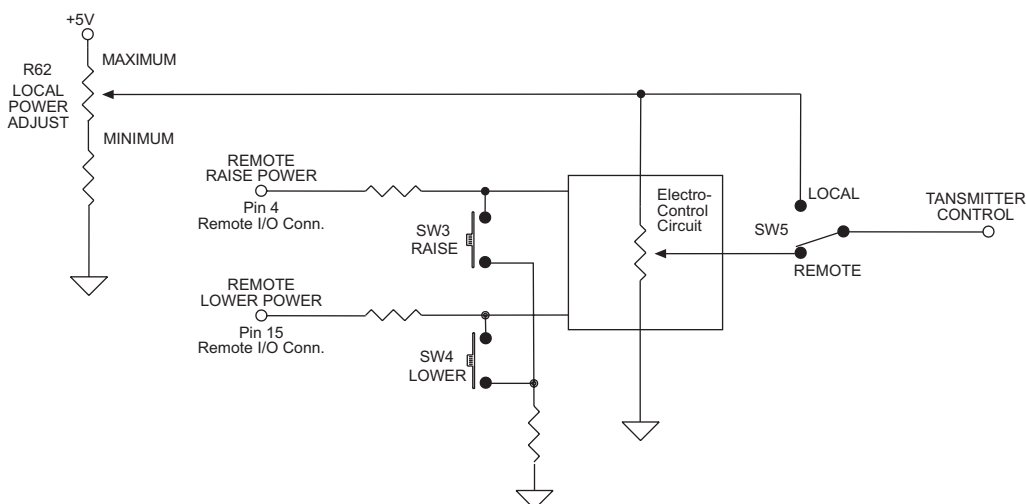 +5V
MAXIMUM
R62
LOCAL
POWER
ADJUST
MINIMUM
REMOTE
RAISE POWER
Pin 4
Remote I/O Conn.
SW3
RAISE
REMOTE
LOWER POWER
Pin 15
Remote I/O Conn.
SW4
LOWER
Electro-
Control
Circuit
LOCAL
SW5
REMOTE
TANSMITTER
CONTROL